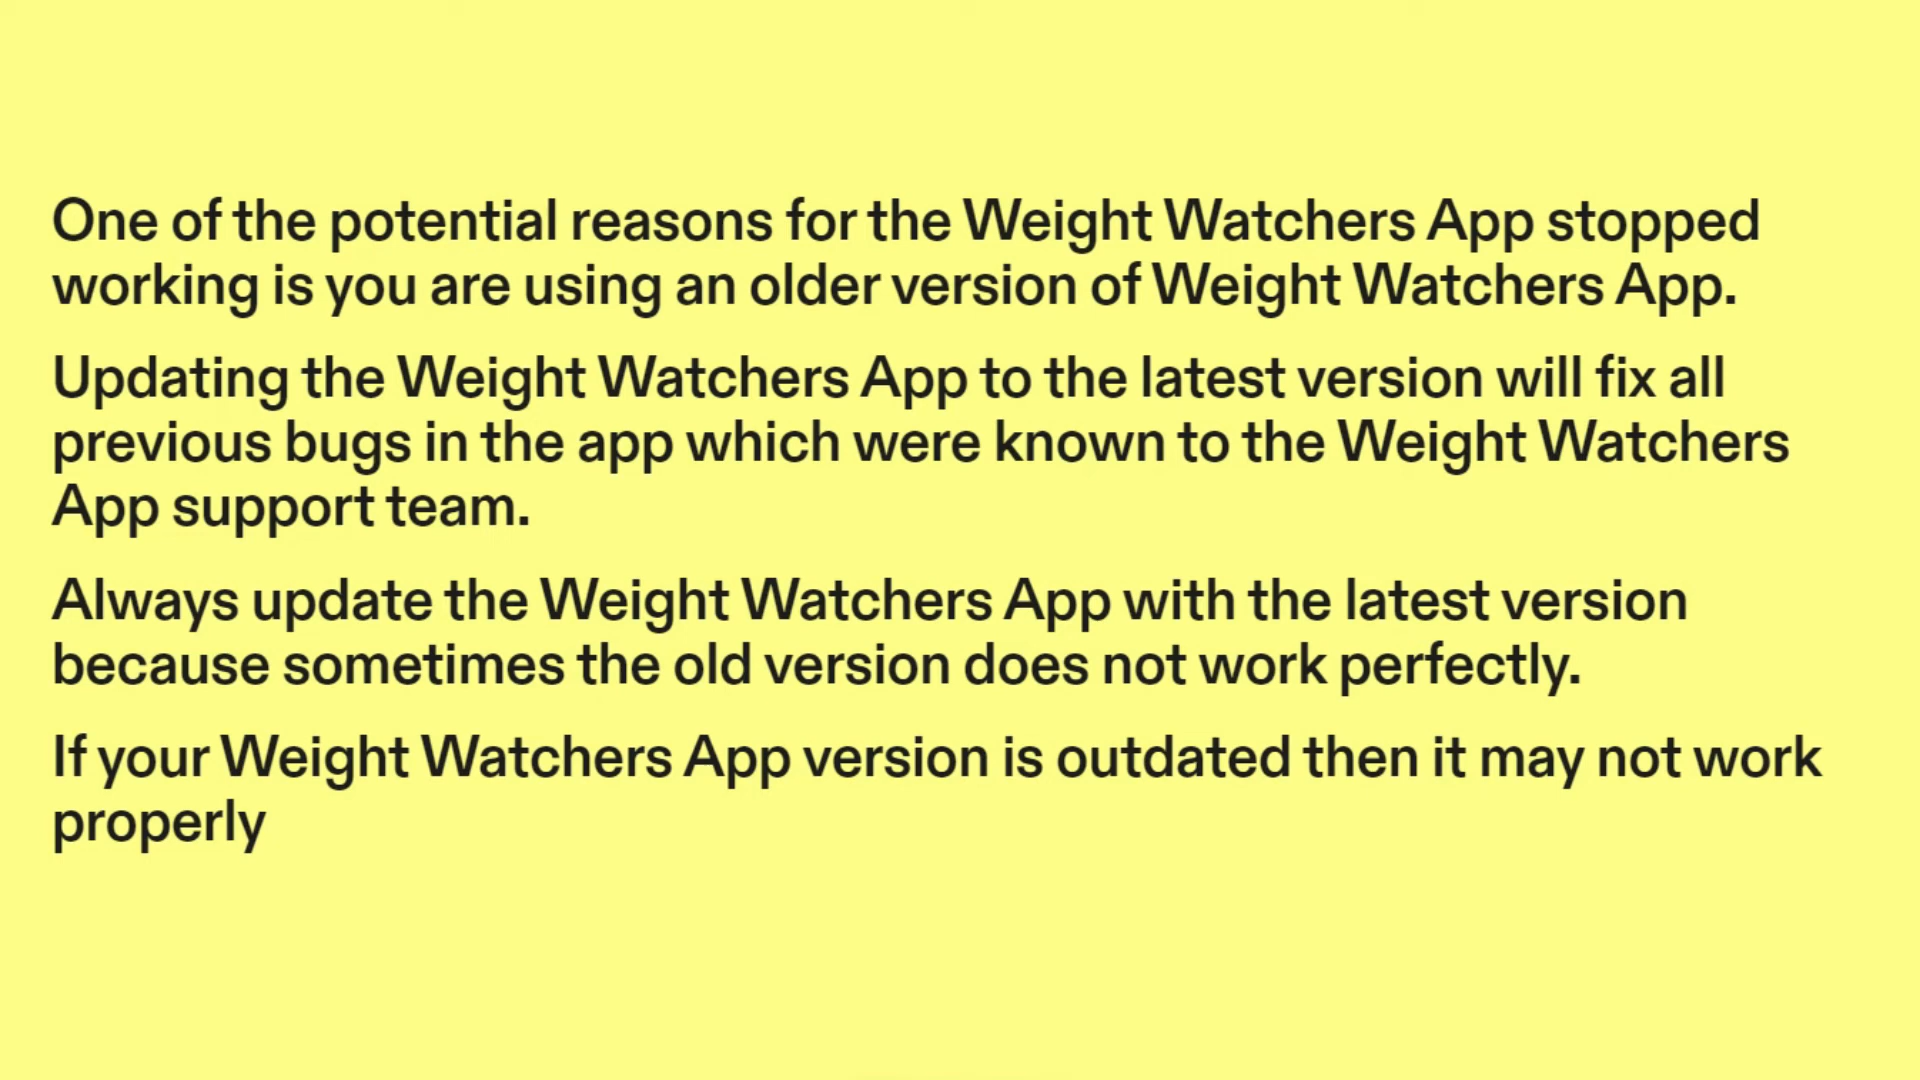 One of the potential reasons for the Weight Watchers App stopped
working is you are using an older version of Weight Watchers App.
Updating the Weight Watchers App to the latest version will fix all
previous bugs in the app which were known to the Weight Watchers
App support team.
Always update the Weight Watchers App with the latest version
because sometimes the old version does not work perfectly.
If your Weight Watchers App version is outdated then it may not work
properly